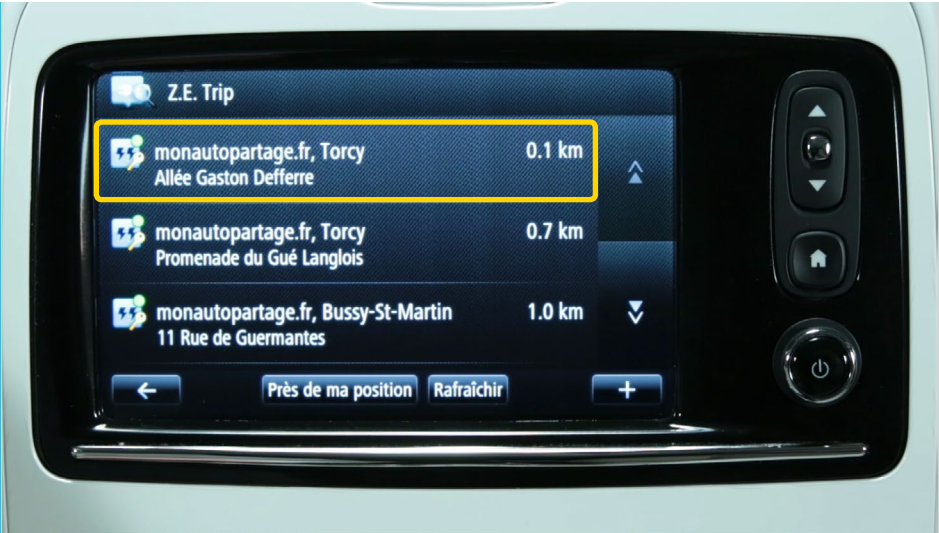 Z.E. Trip
monautopartage.fr, Torcy 0.1 km
Allée Gaston Defferre
monautopartage.fr, Torcy 0.7 km
Promenade du Gué Langlois
monautopartage.fr, Bussy-St-Martin 1.0 km
11 Rue de Guermantes
Près de ma position Rafraîchir +